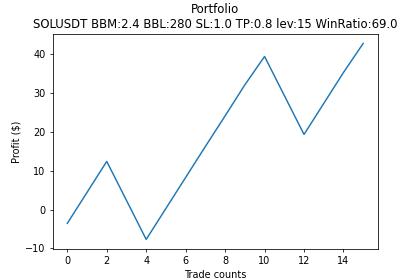 Portfolio
SOLUSDT BBM:2.4 BBL:280 SL:1.0 TP:0.8 lev:15 WinRatio:69.0
Profit ($)
40
30
20
10
0
−10
0 2 4 6 8 10 12 14
Trade counts